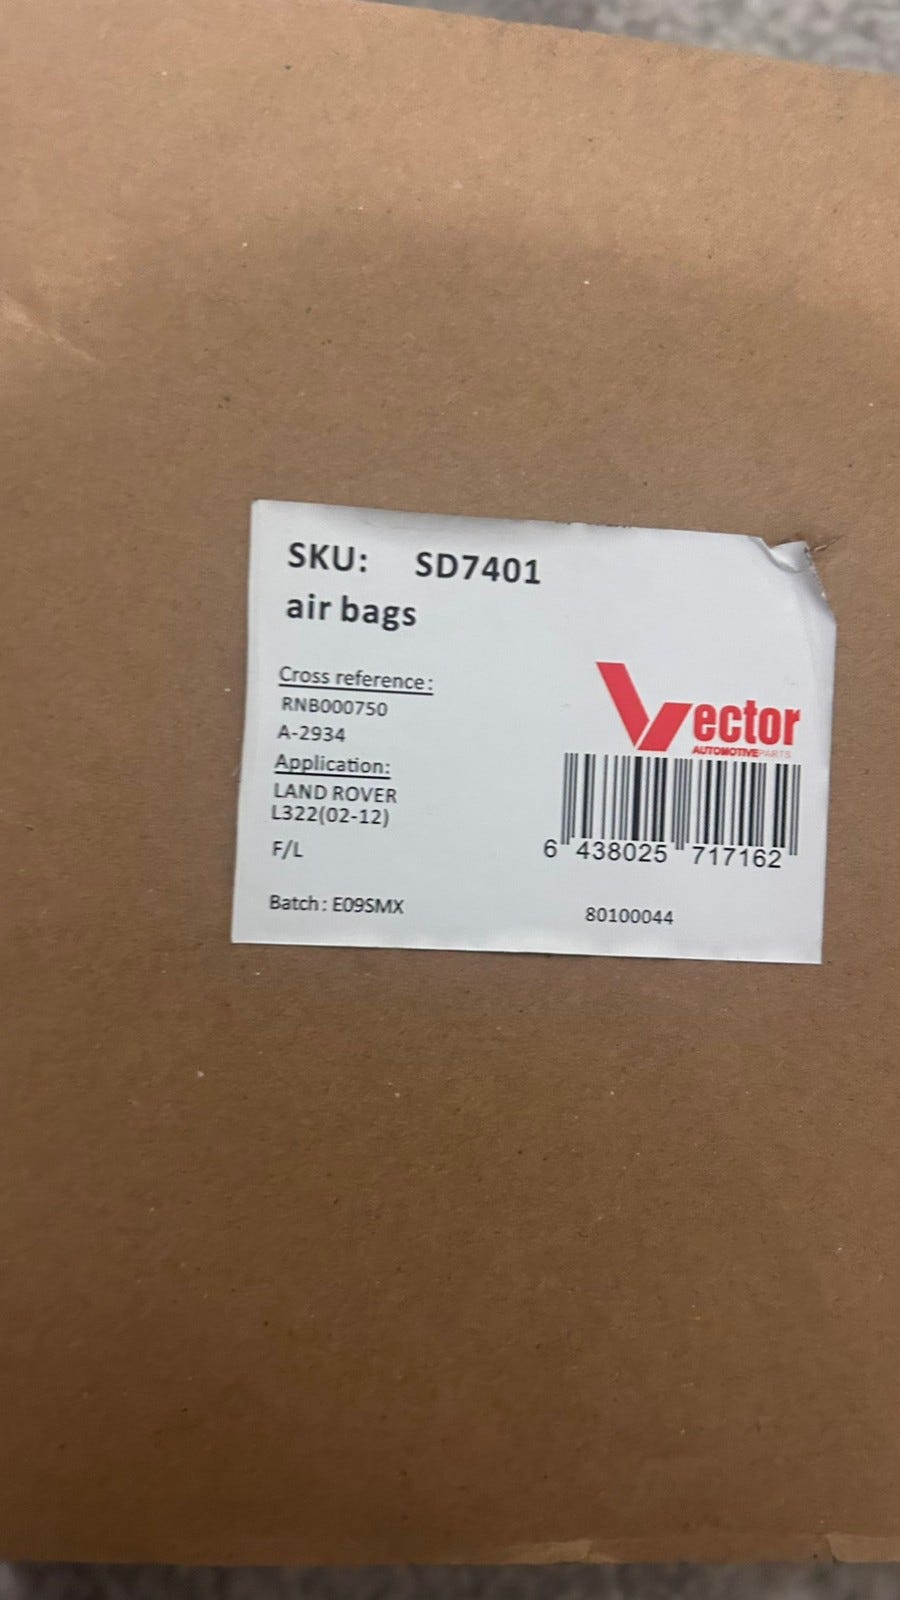 SKU: SD7401
air bags
Cross reference:
RNB000750
A-2934
Application:
LAND ROVER
L322(02-12)
F/L
Batch: E09SMX
Vector
AUTOMOTIVEPARTS
6 438025 717162
80100044